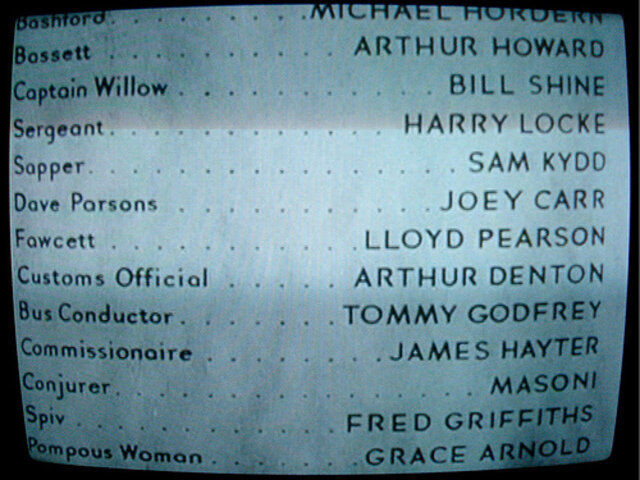 Bashford . . . . . . . MICHAEL HORDERN
Bassett . . . . . . . . ARTHUR HOWARD
Captain Willow . . . . . . . . . . BILL SHINE
Sergeant . . . . . . . . . . HARRY LOCKE
Sapper . . . . . . . . . . . . . SAM KYDD
Dave Parsons . . . . . . . . . JOEY CARR
Fawcett . . . . . . . . LLOYD PEARSON
Customs Official . . . . . ARTHUR DENTON
Bus Conductor . . . . . . TOMMY GODFREY
Commissionaire . . . . . . . JAMES HAYTER
Conjurer . . . . . . . . . . . . . MASONI
Spiv . . . . . . . . . . FRED GRIFFITHS
Pompous Woman . . . . . . GRACE ARNOLD